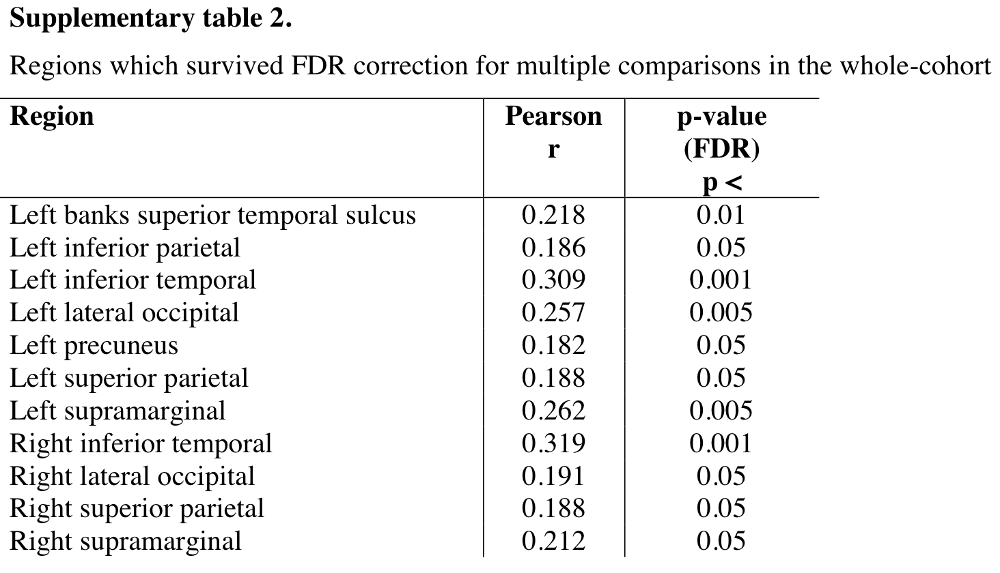 Supplementary table 2.
Regions which survived FDR correction for multiple comparisons in the whole-cohort
Region Pearson r p-value (FDR) p <
Left banks superior temporal sulcus 0.218 0.01
Left inferior parietal 0.186 0.05
Left inferior temporal 0.309 0.001
Left lateral occipital 0.257 0.005
Left precuneus 0.182 0.05
Left superior parietal 0.188 0.05
Left supramarginal 0.262 0.005
Right inferior temporal 0.319 0.001
Right lateral occipital 0.191 0.05
Right superior parietal 0.188 0.05
Right supramarginal 0.212 0.05